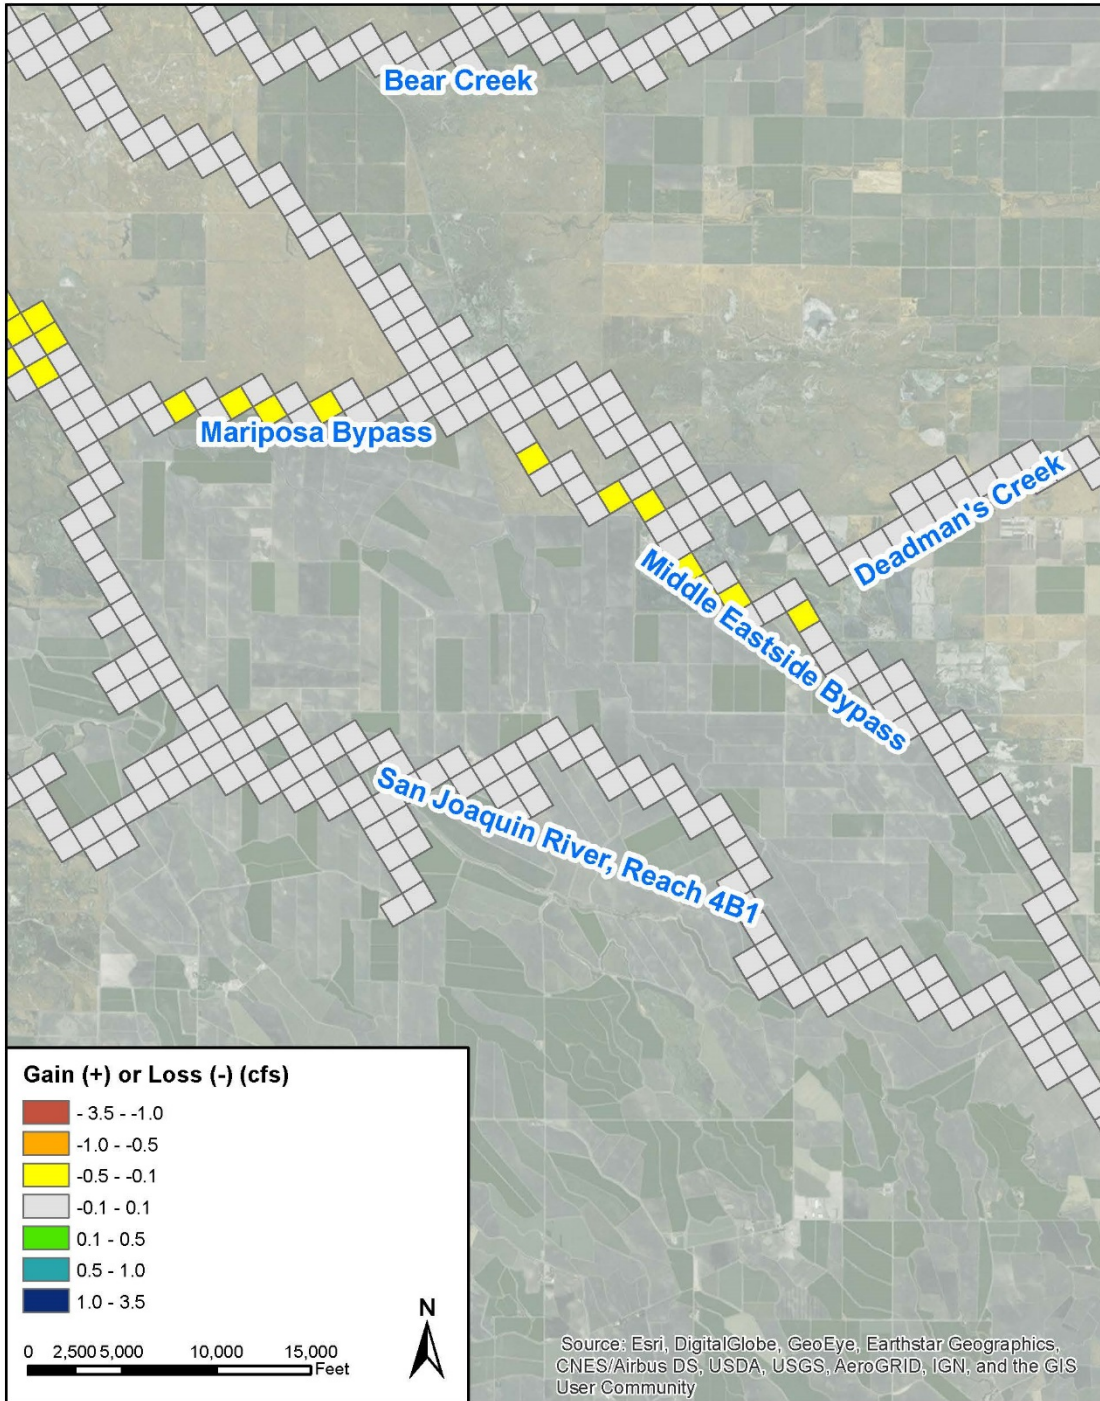 Bear Creek
Mariposa Bypass
Deadman's Creek
Middle Eastside Bypass
San Joaquin River, Reach 4B1
Gain (+) or Loss (-) (cfs)
- 3.5 - -1.0
-1.0 - -0.5
-0.5 - -0.1
-0.1 - 0.1
0.1 - 0.5
0.5 - 1.0
1.0 - 3.5
N
0 2,500 5,000 10,000 15,000
Feet
Source: Esri, DigitalGlobe, GeoEye, Earthstar Geographics,
CNES/Airbus DS, USDA, USGS, AeroGRID, IGN, and the GIS
User Community